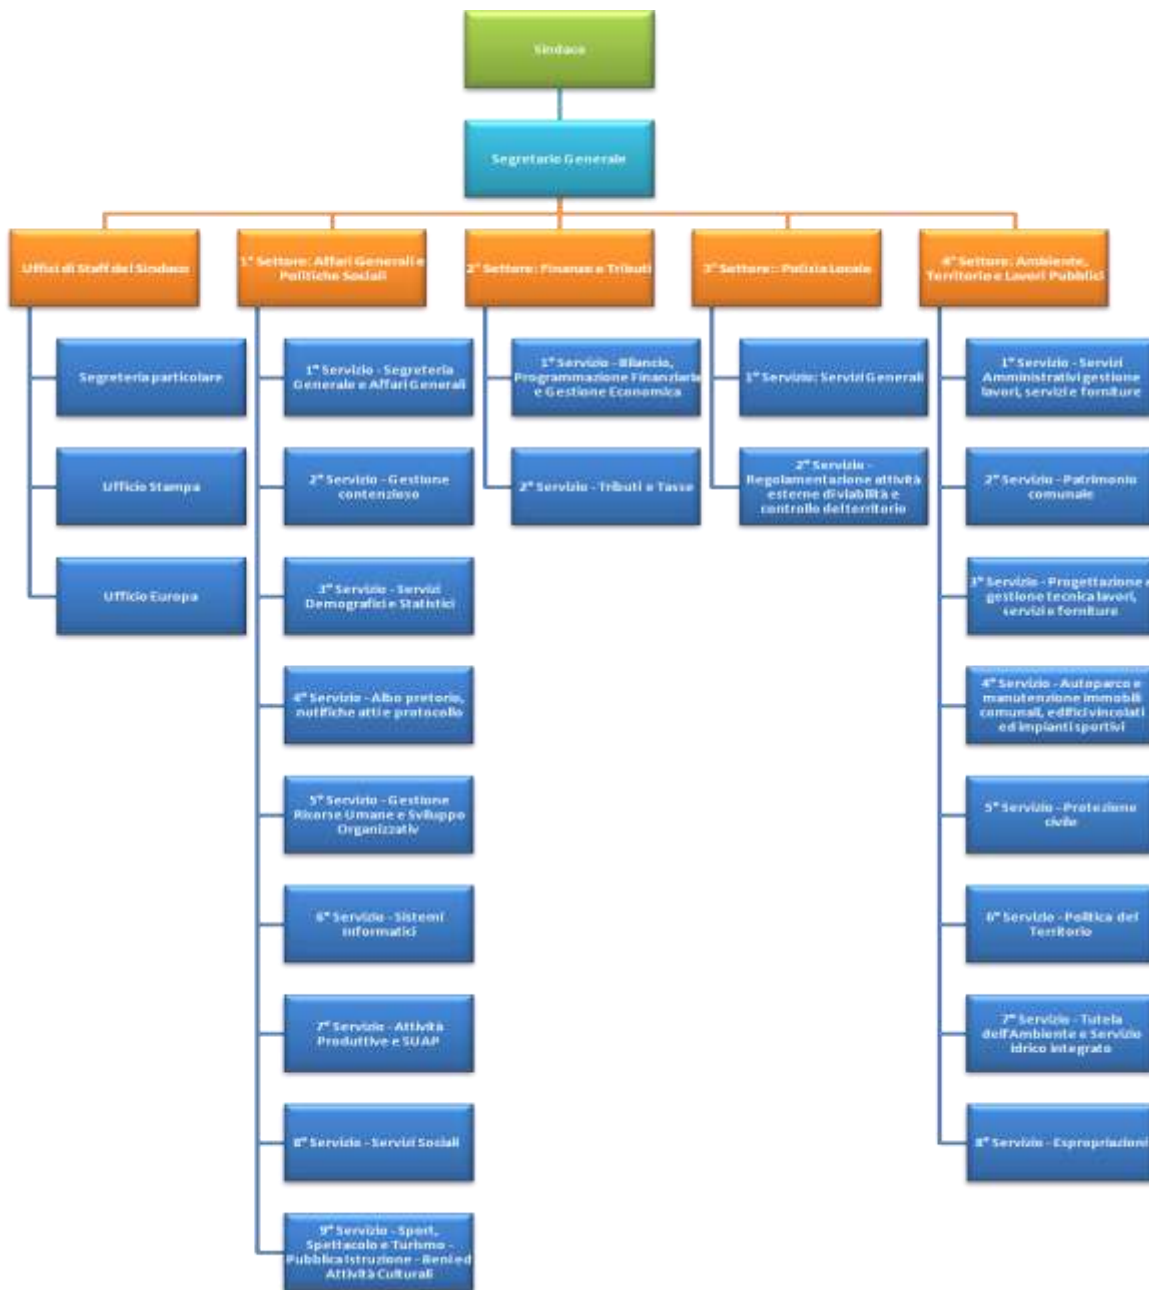 Sindaco
Segretario Generale
Uffici di Staff del Sindaco
1° Settore: Affari Generali e
Politiche Sociali
2° Settore: Finanze e Tributi
3° Settore: : Polizia Locale
4° Settore: Ambiente,
Territorio e Lavori Pubblici
Segreteria particolare
Ufficio Stampa
Ufficio Europa
1° Servizio - Segreteria
Generale e Affari Generali
2° Servizio - Gestione
contenzioso
3° Servizio - Servizi
Demografici e Statistici
4° Servizio - Albo pretorio,
notifiche atti e protocollo
5° Servizio - Gestione
Risorse Umane e Sviluppo
Organizzativ
6° Servizio - Sistemi
Informatici
7° Servizio - Attività
Produttive e SUAP
8° Servizio - Servizi Sociali
9° Servizio - Sport,
Spettacolo e Turismo -
Pubblica Istruzione - Beni ed
Attività Culturali
1° Servizio - Bilancio,
Programmazione Finanziaria
e Gestione Economica
2° Servizio - Tributi e Tasse
1° Servizio: Servizi Generali
2° Servizio -
Regolamentazione attività
esterne di viabilità e
controllo del territorio
1° Servizio - Servizi
Amministrativi gestione
lavori, servizi e forniture
2° Servizio - Patrimonio
comunale
3° Servizio - Progettazione e
gestione tecnica lavori,
servizi e forniture
4° Servizio - Autoparco e
manutenzione immobili
comunali, edifici vincolati
ed impianti sportivi
5° Servizio - Protezione
civile
6° Servizio - Politica del
Territorio
7° Servizio - Tutela
dell'Ambiente e Servizio
idrico integrato
8° Servizio - Espropriazioni